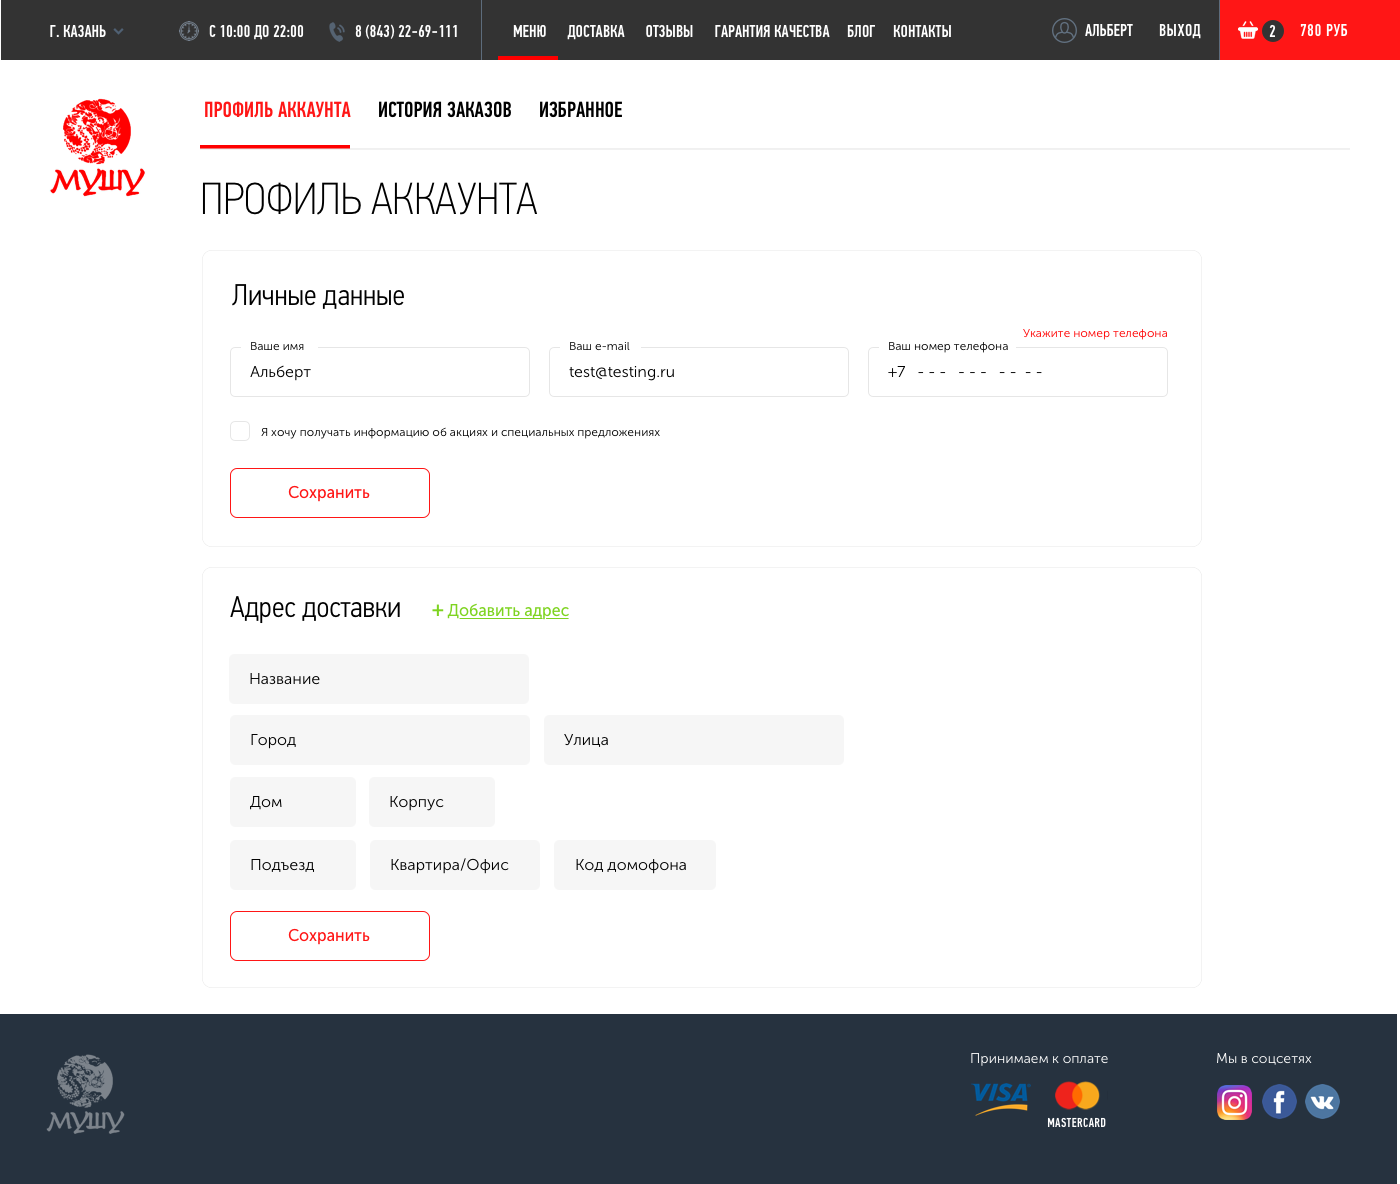 Г. КАЗАНЬ С 10:00 ДО 22:00 8 (843) 22-69-111 МЕНЮ ДОСТАВКА ОТЗЫВЫ ГАРАНТИЯ КАЧЕСТВА БЛОГ КОНТАКТЫ АЛЬБЕРТ ВЫХОД 2 780 РУБ
МУШУ
ПРОФИЛЬ АККАУНТА ИСТОРИЯ ЗАКАЗОВ ИЗБРАННОЕ
ПРОФИЛЬ АККАУНТА
Личные данные
Укажите номер телефона
Ваше имя Ваш e-mail Ваш номер телефона
Альберт test@testing.ru +7 --- --- -- --
Я хочу получать информацию об акциях и специальных предложениях
Сохранить
Адрес доставки + Добавить адрес
Название
Город Улица
Дом Корпус
Подъезд Квартира/Офис Код домофона
Сохранить
Принимаем к оплате Мы в соцсетях
VISA
MASTERCARD
МУШУ